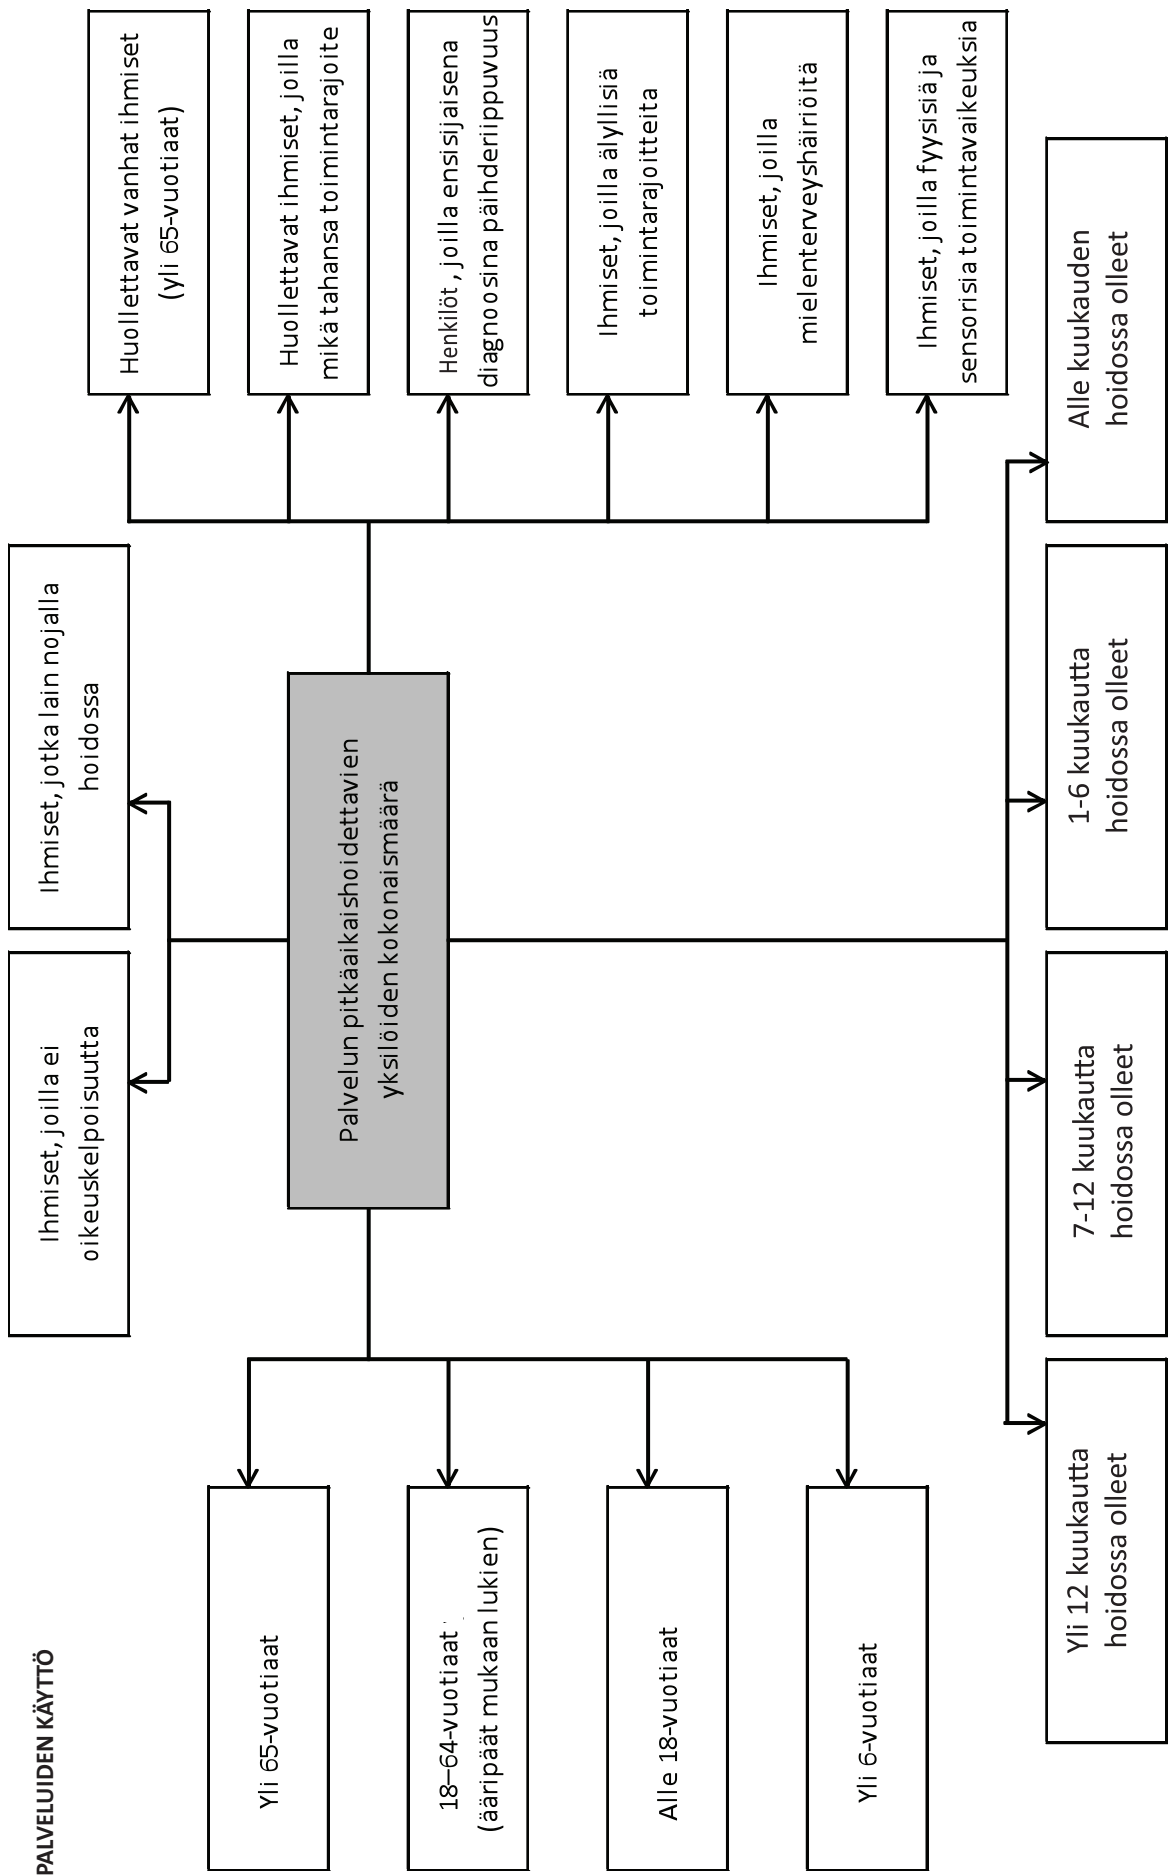 PALVELUIDEN KÄYTTÖ
Yli 65-vuotiaat
18–64-vuotiaat
(ääripäät mukaan lukien)
Alle 18-vuotiaat
Yli 6-vuotiaat
Ihmiset, joilla ei
oikeuskelpoisuutta
Ihmiset, jotka lain nojalla
hoidossa
Palvelun pitkäaikaishoidettavien
yksilöiden kokonaismäärä
Huollettavat vanhat ihmiset
(yli 65-vuotiaat)
Huollettavat ihmiset, joilla
mikä tahansa toimintarajoite
Henkilöt, joilla ensisijaisena
diagnoosina päihderiippuvuus
Ihmiset, joilla älyllisiä
toimintarajoitteita
Ihmiset, joilla
mielenterveyshäiriöitä
Ihmiset, joilla fyysisiä ja
sensorisia toimintavaikeuksia
Yli 12 kuukautta
hoidossa olleet
7-12 kuukautta
hoidossa olleet
1-6 kuukautta
hoidossa olleet
Alle kuukauden
hoidossa olleet